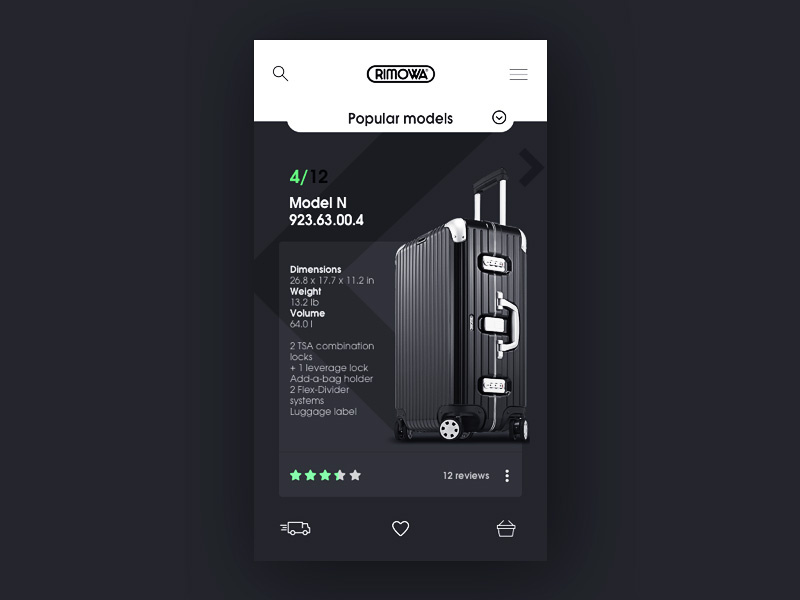 RIMOWA
Popular models
4/12
Model N
923.63.00.4
Dimensions
26.8 x 17.7 x 11.2 in
Weight
13.2 lb
Volume
64.0 l
2 TSA combination
locks
+ 1 leverage lock
Add-a-bag holder
2 Flex-Divider
systems
Luggage label
12 reviews